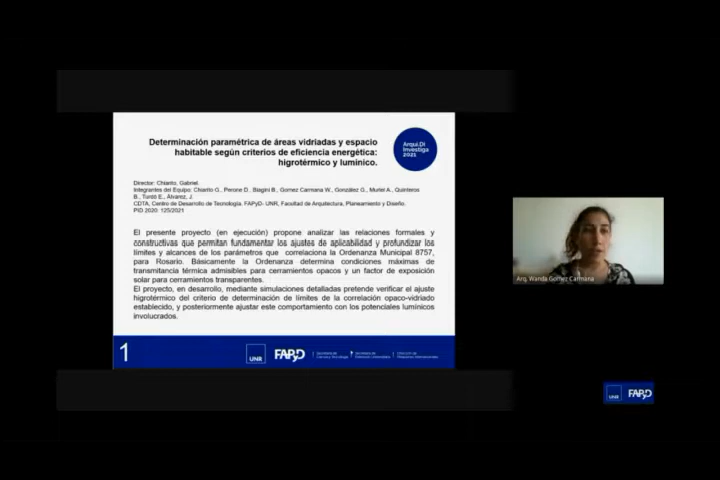 Determinación paramétrica de áreas vidriadas y espacio
habitable según criterios de eficiencia energética:
higrotérmico y lumínico.
Arqui.DI
Investiga
2021
Director: Chiarito, Gabriel.
Integrantes del Equipo: Chiarito G., Perone D., Biagini B., Gomez Carmana W., González G., Muriel A., Quinteros
B., Turdó E., Álvarez, J.
CDTA, Centro de Desarrollo de Tecnología. FAPyD- UNR, Facultad de Arquitectura, Planeamiento y Diseño.
PID 2020: 125/2021
El presente proyecto (en ejecución) propone analizar las relaciones formales y
constructivas que permitan fundamentar los ajustes de aplicabilidad y profundizar los
límites y alcances de los parámetros que correlaciona la Ordenanza Municipal 8757,
para Rosario. Básicamente la Ordenanza determina condiciones máximas de
transmitancia térmica admisibles para cerramientos opacos y un factor de exposición
solar para cerramientos transparentes.
El proyecto, en desarrollo, mediante simulaciones detalladas pretende verificar el ajuste
higrotérmico del criterio de determinación de límites de la correlación opaco-vidriado
establecido, y posteriormente ajustar este comportamiento con los potenciales lumínicos
involucrados.
1
UNR
FAPyD
Arq. Wanda Gomez Carmana
UNR
FAPyD